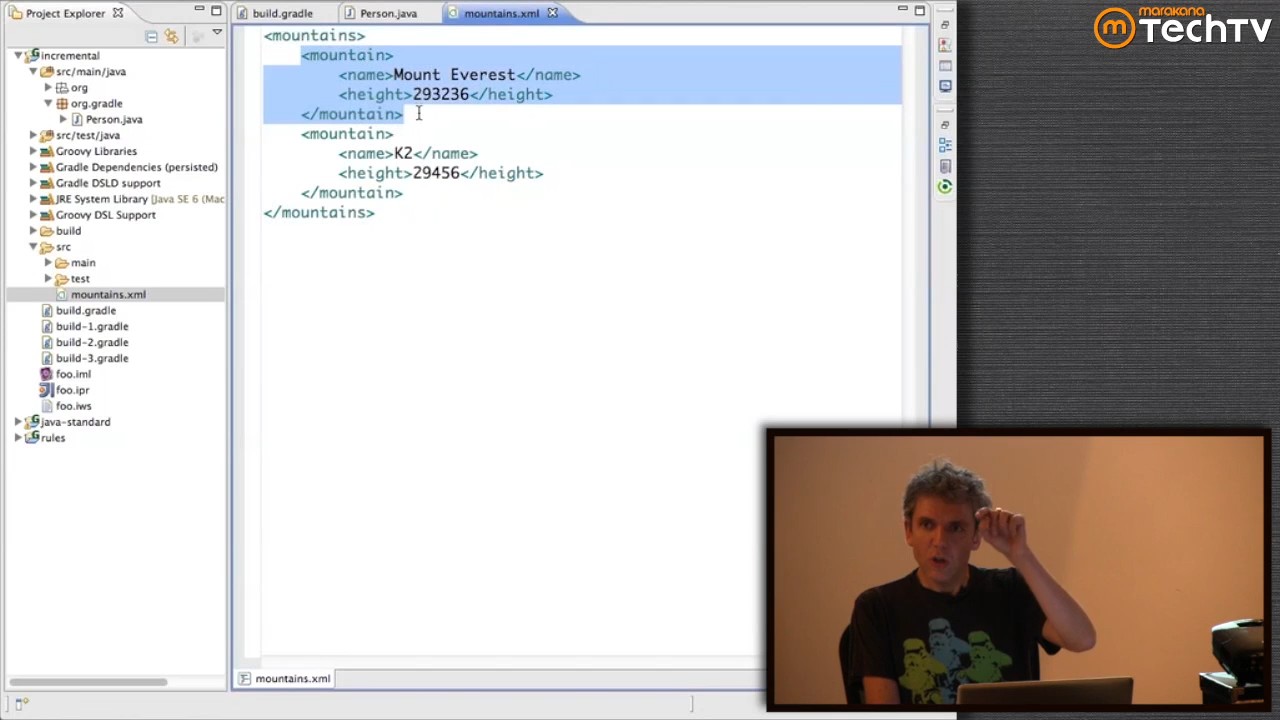 Project Explorer
incremental
src/main/java
org
org.gradle
Person.java
src/test/java
Groovy Libraries
Gradle Dependencies (persisted)
Gradle DSLD support
JRE System Library [Java SE 6 (Mac
Groovy DSL Support
build
src
main
test
mountains.xml
build.gradle
build-1.gradle
build-2.gradle
build-3.gradle
foo.iml
foo.ipr
foo.iws
java-standard
rules
build.gradle
Person.java
mountains.xml
<mountains>
<mountain>
<name>Mount Everest</name>
<height>293236</height>
</mountain>
<mountain>
<name>K2</name>
<height>29456</height>
</mountain>
</mountains>
mountains.xml
marakana
m TechTV